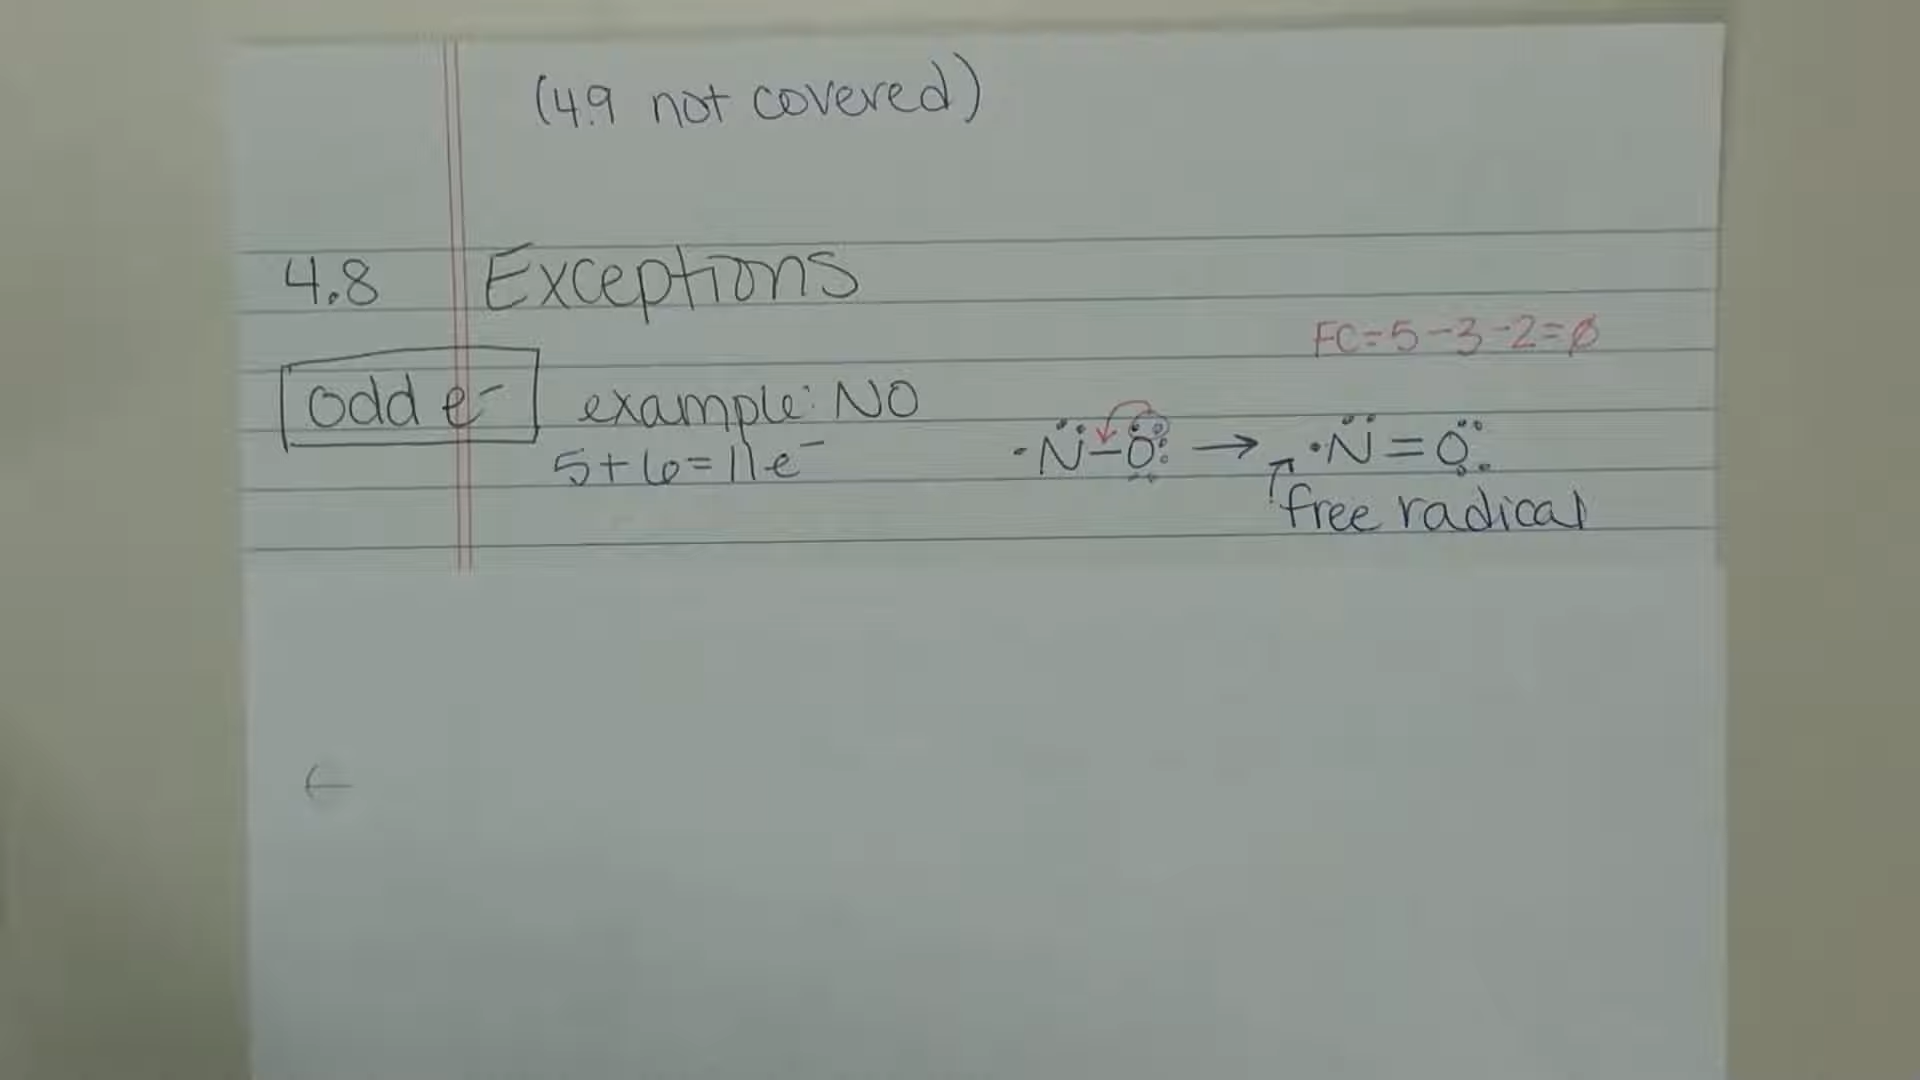 (4.9 not covered)
4.8 Exceptions
FC=5-3-2=∅
odd e⁻ example: NO ·N̈-Ö: → ·N̈=Ö
5+6=11e⁻
free radical
←